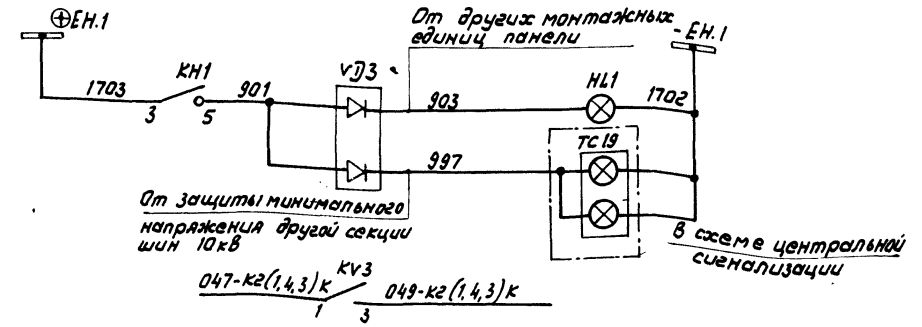 ⊕EH.1
От других монтажных
единиц панели
-EH.1
1703
KH1
3
5
901
VD3
903
HL1
1702
TC19
997
От защиты минимального
напряжения другой секции
шин 10кВ
В схеме центральной
сигнализации
047-К2(1,4,3)К
KV3
1
3
049-К2(1,4,3)К